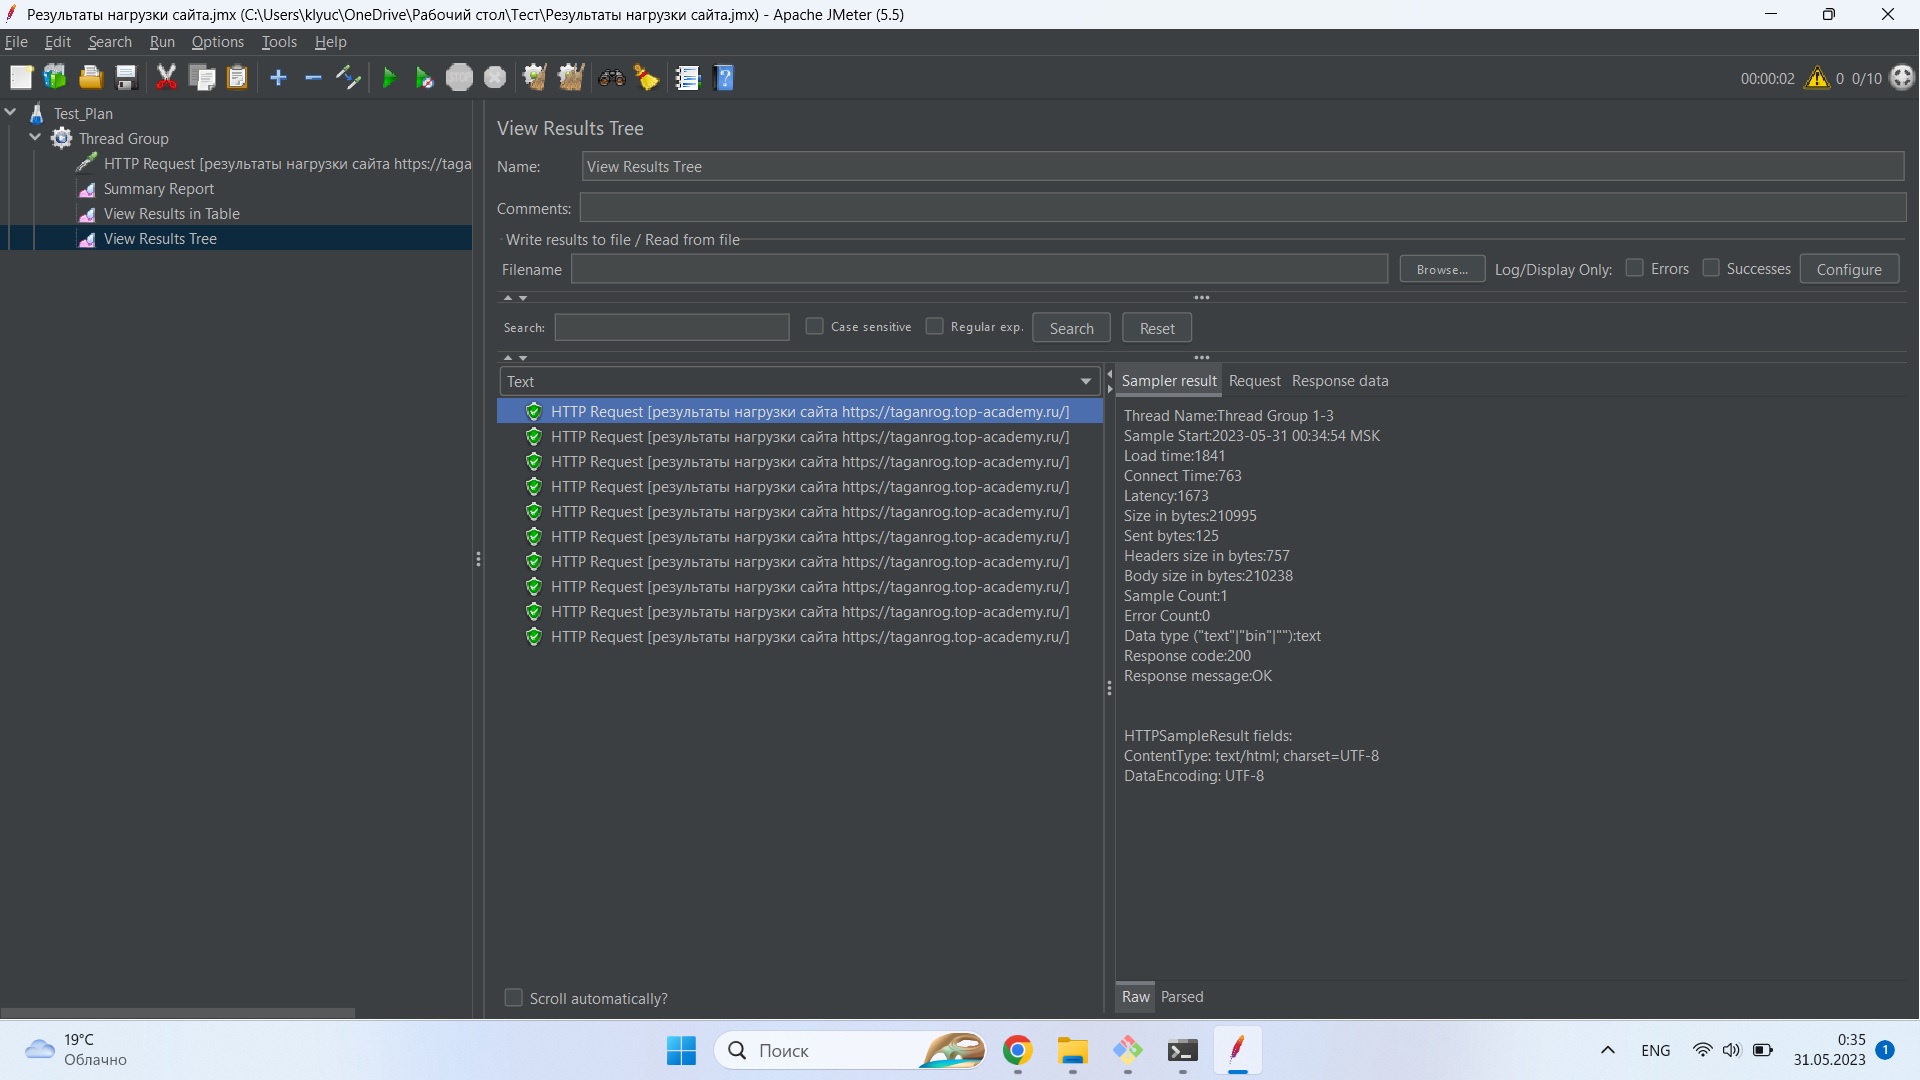 Результаты нагрузки сайта.jmx (C:\Users\klyuc\OneDrive\Рабочий стол\Тест\Результаты нагрузки сайта.jmx) - Apache JMeter (5.5)
File Edit Search Run Options Tools Help
STOP
00:00:02 0 0/10
Test_Plan
Thread Group
HTTP Request [результаты нагрузки сайта https://taga
Summary Report
View Results in Table
View Results Tree
View Results Tree
Name: View Results Tree
Comments:
Write results to file / Read from file
Filename Browse... Log/Display Only: Errors Successes Configure
Search: Case sensitive Regular exp. Search Reset
Text
HTTP Request [результаты нагрузки сайта https://taganrog.top-academy.ru/]
HTTP Request [результаты нагрузки сайта https://taganrog.top-academy.ru/]
HTTP Request [результаты нагрузки сайта https://taganrog.top-academy.ru/]
HTTP Request [результаты нагрузки сайта https://taganrog.top-academy.ru/]
HTTP Request [результаты нагрузки сайта https://taganrog.top-academy.ru/]
HTTP Request [результаты нагрузки сайта https://taganrog.top-academy.ru/]
HTTP Request [результаты нагрузки сайта https://taganrog.top-academy.ru/]
HTTP Request [результаты нагрузки сайта https://taganrog.top-academy.ru/]
HTTP Request [результаты нагрузки сайта https://taganrog.top-academy.ru/]
HTTP Request [результаты нагрузки сайта https://taganrog.top-academy.ru/]
Scroll automatically?
Sampler result Request Response data
Thread Name:Thread Group 1-3
Sample Start:2023-05-31 00:34:54 MSK
Load time:1841
Connect Time:763
Latency:1673
Size in bytes:210995
Sent bytes:125
Headers size in bytes:757
Body size in bytes:210238
Sample Count:1
Error Count:0
Data type ("text"|"bin"|""):text
Response code:200
Response message:OK
HTTPSampleResult fields:
ContentType: text/html; charset=UTF-8
DataEncoding: UTF-8
Raw Parsed
19°C
Облачно
Поиск
ENG
0:35
31.05.2023
1